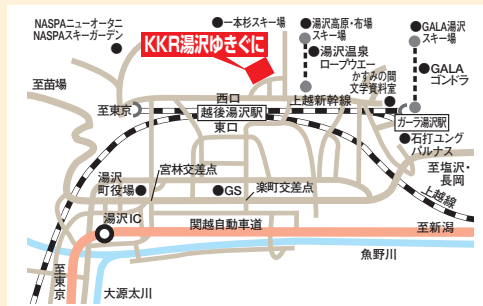 NASPAニューオータニ
NASPAスキーガーデン
一本杉スキー場
湯沢高原・布場
スキー場
GALA湯沢
スキー場
KKR湯沢ゆきぐに
湯沢温泉
ロープウエー
GALA
ゴンドラ
かすみの間
文学資料室
至苗場
至東京
西口
上越新幹線
越後湯沢駅
ガーラ湯沢駅
東口
石打ユング
パルナス
宮林交差点
至塩沢・
長岡
湯沢
町役場
GS
楽町交差点
上越線
湯沢IC
関越自動車道
至新潟
魚野川
至東京
大源太川